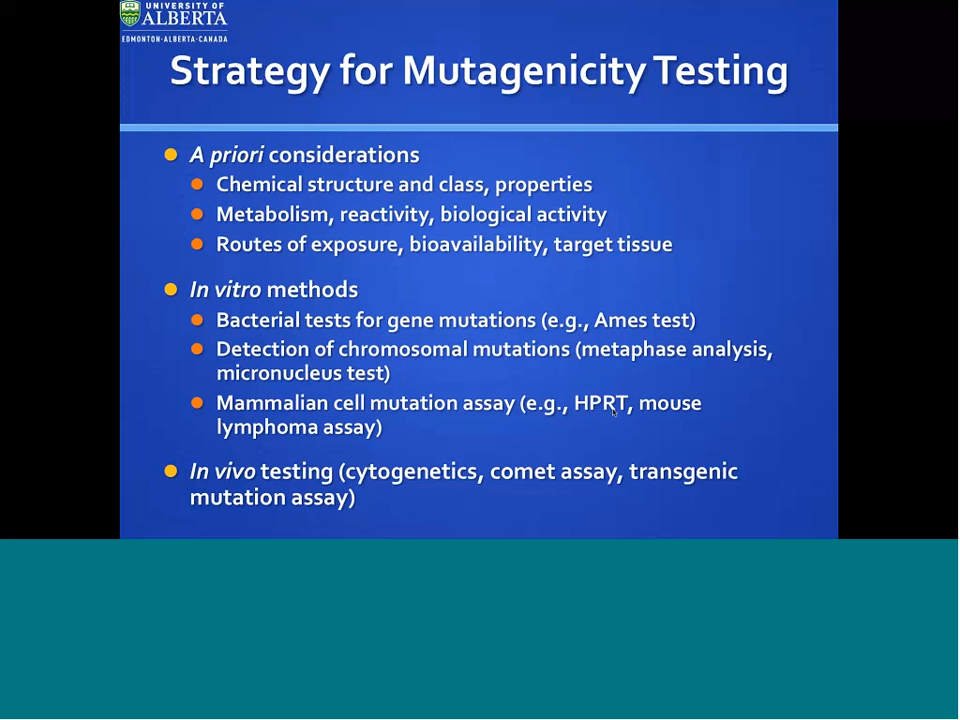 UNIVERSITY OF
ALBERTA
EDMONTON·ALBERTA·CANADA
Strategy for Mutagenicity Testing
A priori considerations
Chemical structure and class, properties
Metabolism, reactivity, biological activity
Routes of exposure, bioavailability, target tissue
In vitro methods
Bacterial tests for gene mutations (e.g., Ames test)
Detection of chromosomal mutations (metaphase analysis,
micronucleus test)
Mammalian cell mutation assay (e.g., HPRT, mouse
lymphoma assay)
In vivo testing (cytogenetics, comet assay, transgenic
mutation assay)